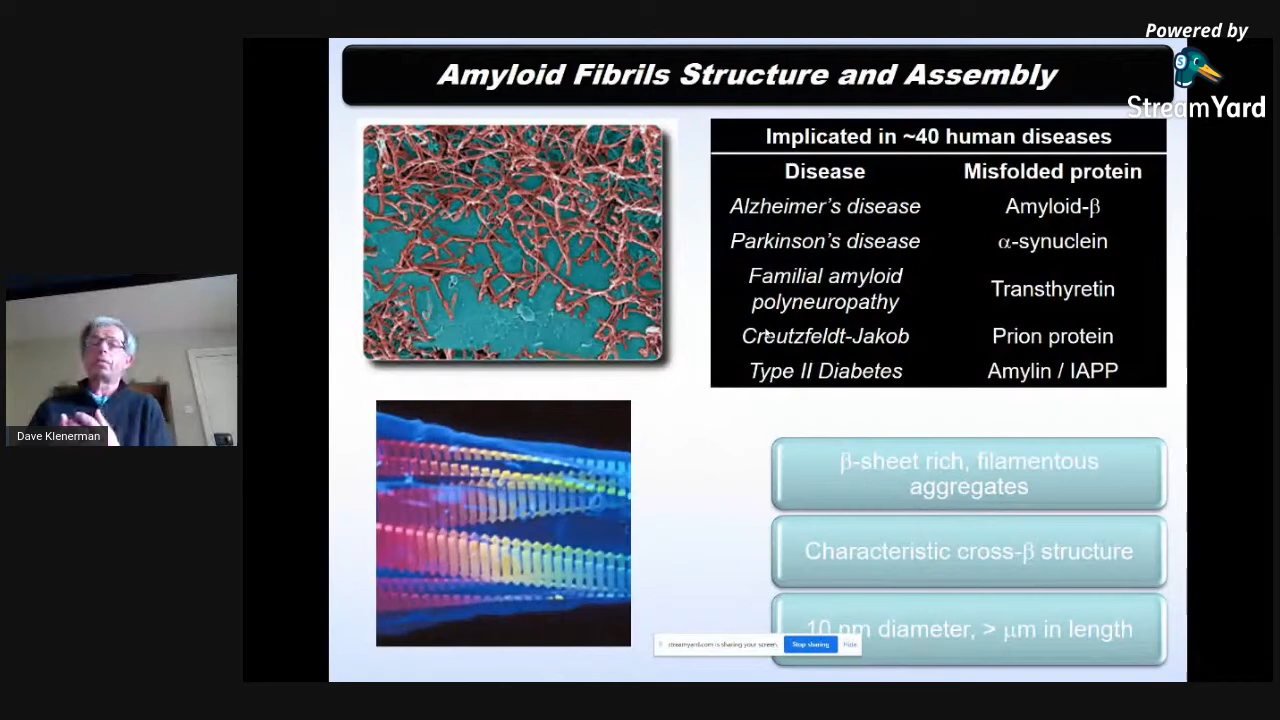 Powered by
StreamYard
Amyloid Fibrils Structure and Assembly
Implicated in ~40 human diseases
Disease Misfolded protein
Alzheimer's disease Amyloid-β
Parkinson's disease α-synuclein
Familial amyloid
polyneuropathy
Transthyretin
Creutzfeldt-Jakob Prion protein
Type II Diabetes Amylin / IAPP
Dave Klenerman
β-sheet rich, filamentous
aggregates
Characteristic cross-β structure
10 nm diameter, > μm in length
streamyard.com is sharing your screen. Stop sharing Hide